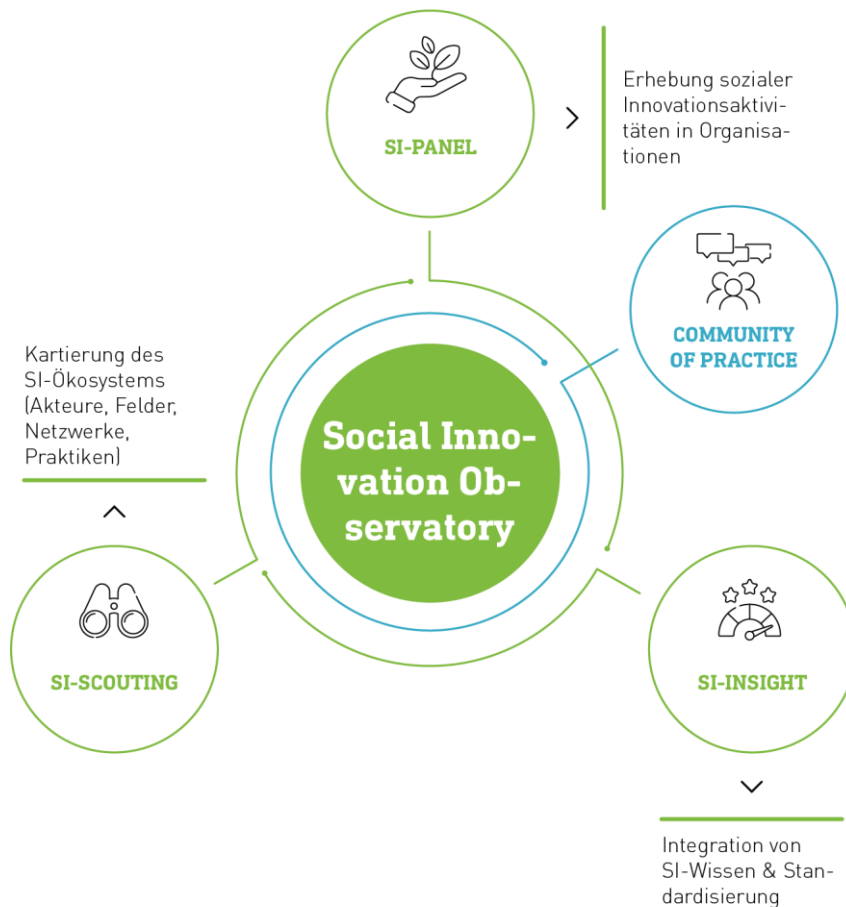 SI-PANEL
Erhebung sozialer
Innovationsaktivi-
täten in Organisa-
tionen
COMMUNITY
OF PRACTICE
Kartierung des
SI-Ökosystems
(Akteure, Felder,
Netzwerke,
Praktiken)
Social Inno-
vation Ob-
servatory
SI-SCOUTING
SI-INSIGHT
Integration von
SI-Wissen & Stan-
dardisierung